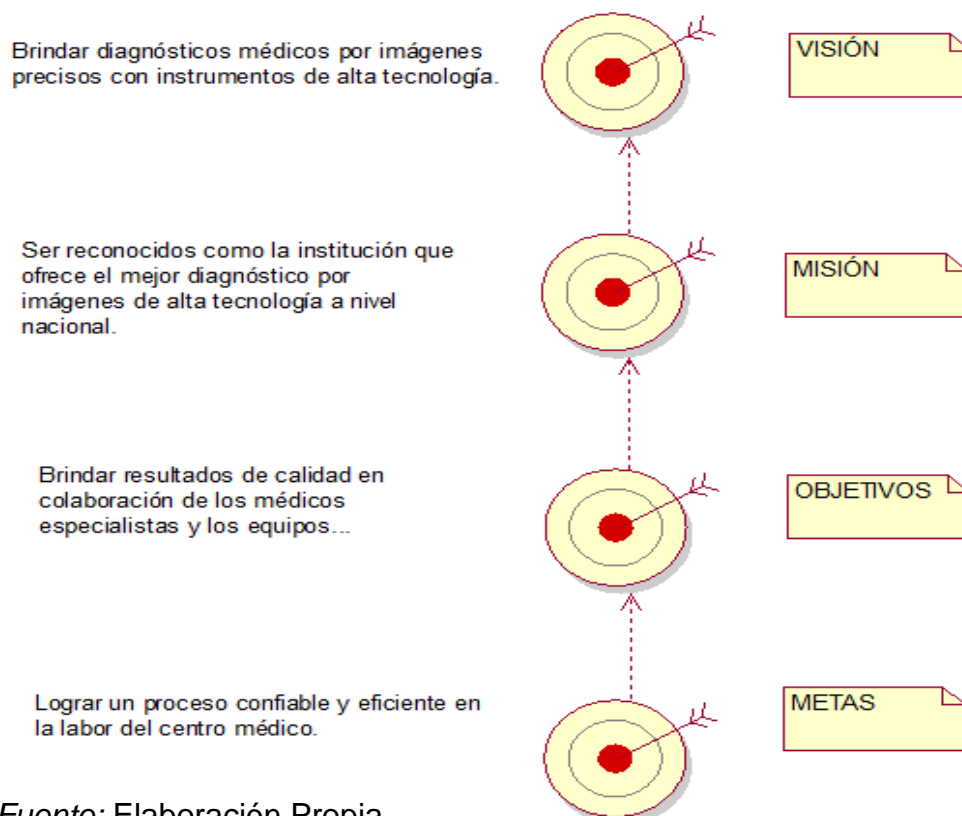 Brindar diagnósticos médicos por imágenes
precisos con instrumentos de alta tecnología.
VISIÓN
Ser reconocidos como la institución que
ofrece el mejor diagnóstico por
imágenes de alta tecnología a nivel
nacional.
MISIÓN
Brindar resultados de calidad en
colaboración de los médicos
especialistas y los equipos...
OBJETIVOS
Lograr un proceso confiable y eficiente en
la labor del centro médico.
METAS
Fuente: Elaboración Propia